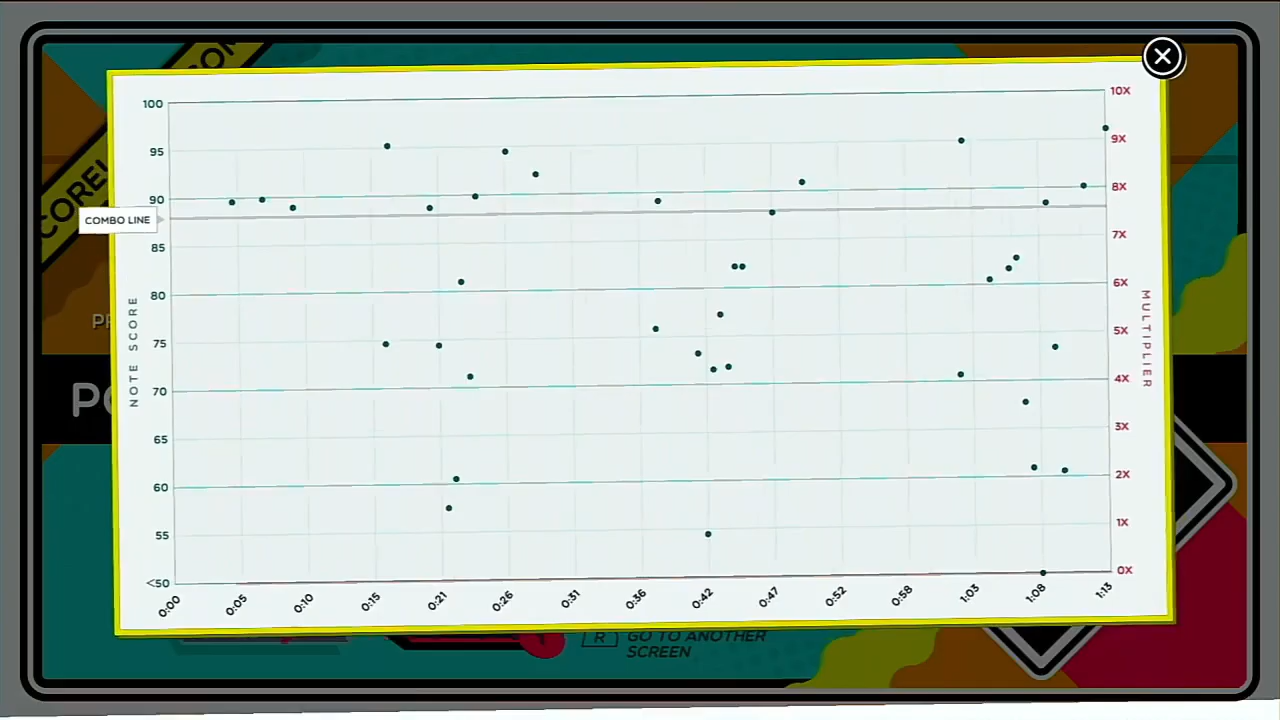 CORE!
100
95
90
COMBO LINE
85
80
75
70
65
60
55
<50
NOTE SCORE
10X
9X
8X
7X
6X
5X
4X
3X
2X
1X
0X
MULTIPLIER
0:00 0:05 0:10 0:15 0:21 0:26 0:31 0:36 0:42 0:47 0:52 0:58 1:03 1:08 1:13
R GO TO ANOTHER
SCREEN